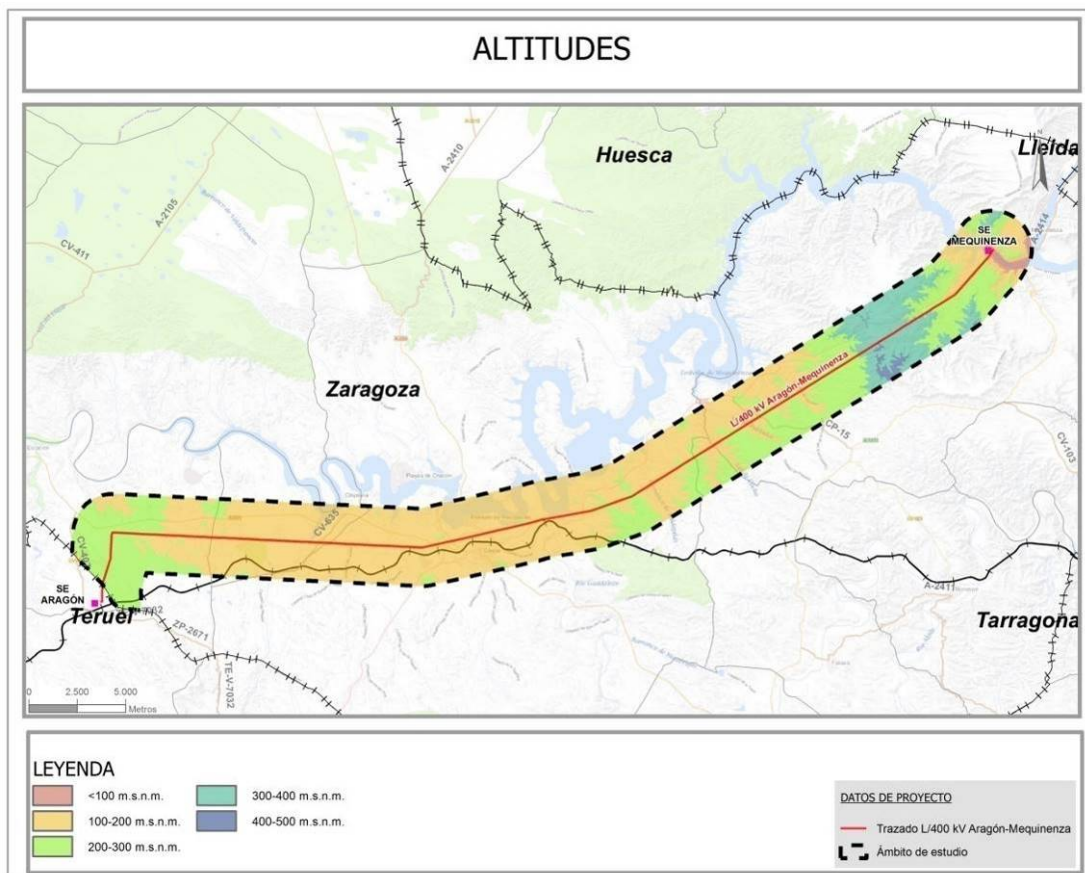 ALTITUDES
Huesca
Lleida
A-2410
A-2105
CV-411
A-2414
SE
MEQUINENZA
Zaragoza
L/400 kV Aragón-Mequinenza
CP-15
CV-103
CV-635
SE
ARAGÓN
Teruel
ZP-2671
TE-V-7032
A-2411
Tarragona
0 2.500 5.000
Metros
LEYENDA
<100 m.s.n.m.
100-200 m.s.n.m.
200-300 m.s.n.m.
300-400 m.s.n.m.
400-500 m.s.n.m.
DATOS DE PROYECTO
Trazado L/400 kV Aragón-Mequinenza
Ámbito de estudio